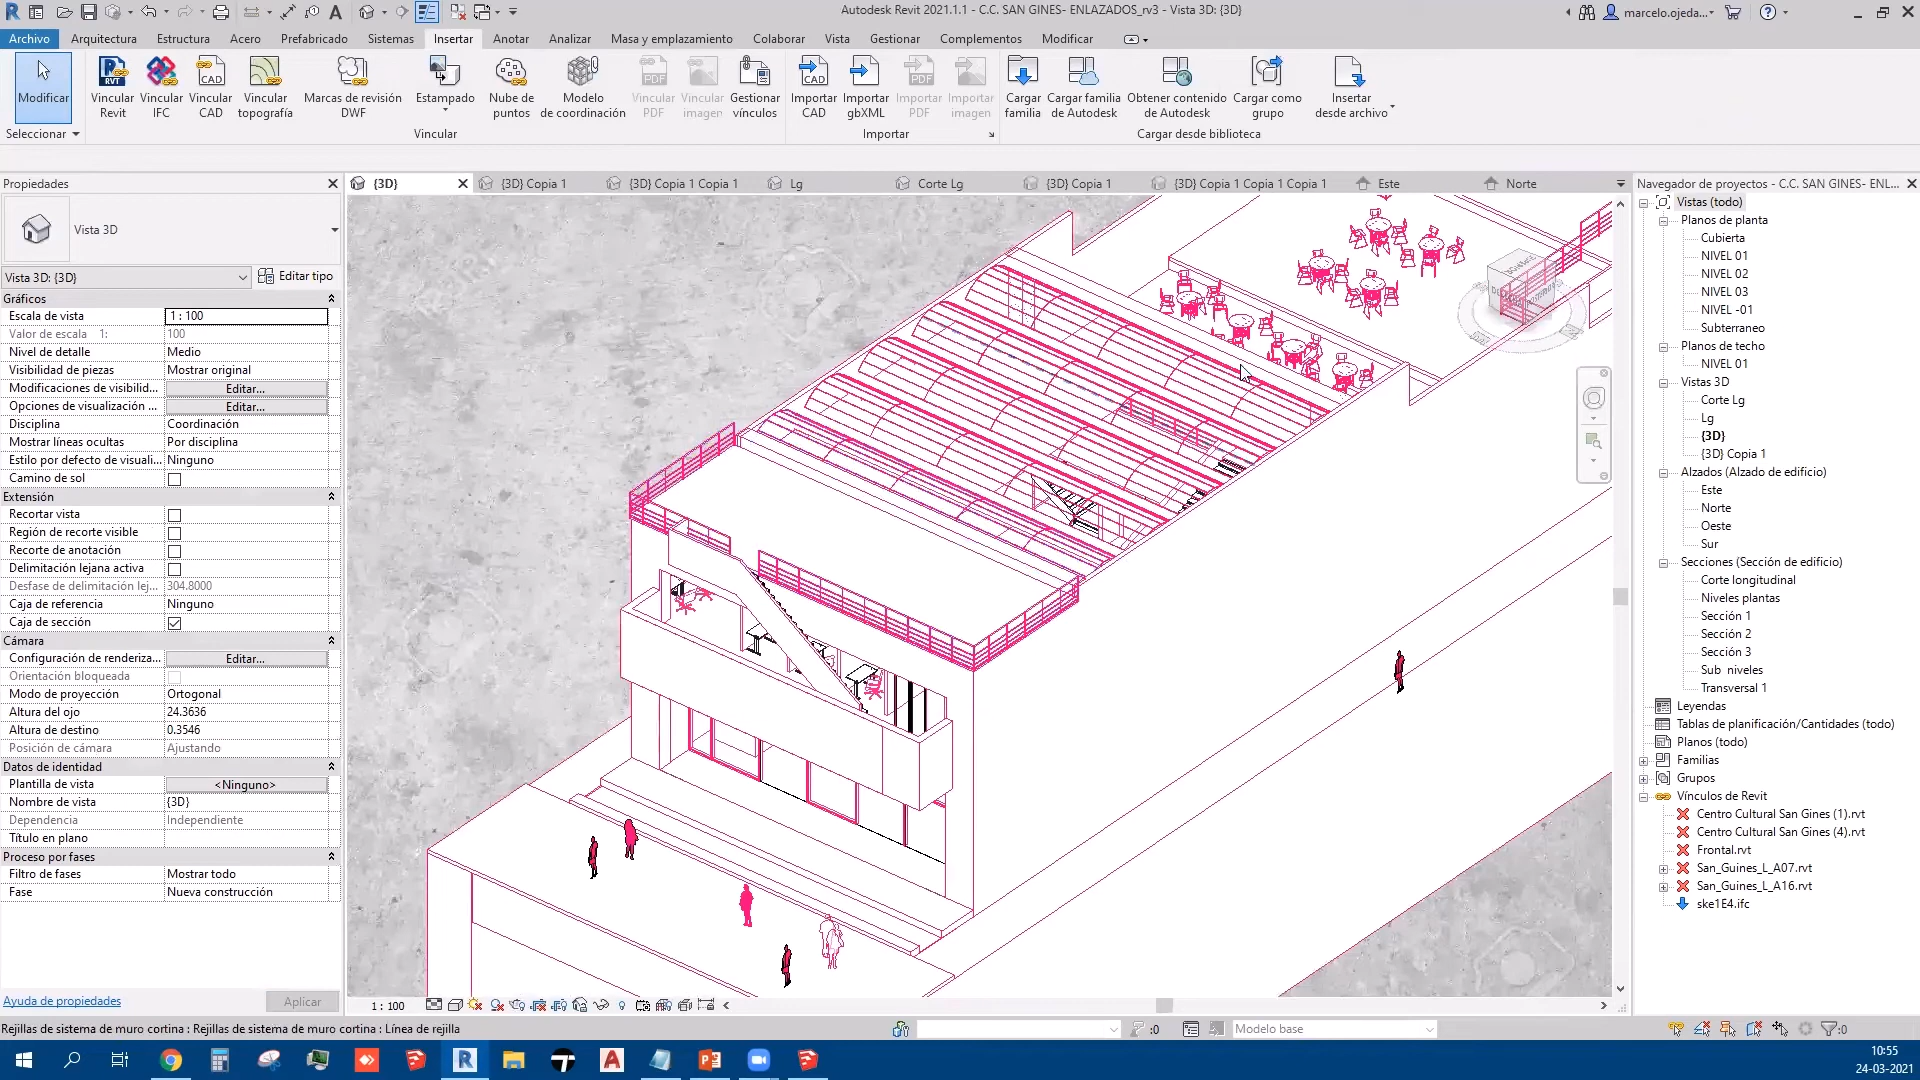 Autodesk Revit 2021.1.1 - C.C. SAN GINES- ENLAZADOS_rv3 - Vista 3D: {3D}
marcelo.ojeda...
Archivo
Arquitectura
Estructura
Acero
Prefabricado
Sistemas
Insertar
Anotar
Analizar
Masa y emplazamiento
Colaborar
Vista
Gestionar
Complementos
Modificar
Modificar
Vincular Revit
Vincular IFC
Vincular CAD
Vincular topografía
Marcas de revisión DWF
Estampado
Nube de puntos
Modelo de coordinación
Vincular PDF
Vincular imagen
Gestionar vínculos
Importar CAD
Importar gbXML
Importar PDF
Importar imagen
Cargar familia
Cargar familia de Autodesk
Obtener contenido de Autodesk
Cargar como grupo
Insertar desde archivo
Seleccionar
Vincular
Importar
Cargar desde biblioteca
Propiedades
{3D}
{3D} Copia 1
{3D} Copia 1 Copia 1
Lg
Corte Lg
{3D} Copia 1
{3D} Copia 1 Copia 1 Copia 1
Este
Norte
Vista 3D
Vista 3D: {3D}
Editar tipo
Gráficos
Escala de vista 1 : 100
Valor de escala 1: 100
Nivel de detalle Medio
Visibilidad de piezas Mostrar original
Modificaciones de visibilid... Editar...
Opciones de visualización ... Editar...
Disciplina Coordinación
Mostrar líneas ocultas Por disciplina
Estilo por defecto de visuali... Ninguno
Camino de sol
Extensión
Recortar vista
Región de recorte visible
Recorte de anotación
Delimitación lejana activa
Desfase de delimitación lej... 304.8000
Caja de referencia Ninguno
Caja de sección
Cámara
Configuración de renderiza... Editar...
Orientación bloqueada
Modo de proyección Ortogonal
Altura del ojo 24.3636
Altura de destino 0.3546
Posición de cámara Ajustando
Datos de identidad
Plantilla de vista <Ninguno>
Nombre de vista {3D}
Dependencia Independiente
Título en plano
Proceso por fases
Filtro de fases Mostrar todo
Fase Nueva construcción
Ayuda de propiedades
Aplicar
Navegador de proyectos - C.C. SAN GINES- ENL...
Vistas (todo)
Planos de planta
Cubierta
NIVEL 01
NIVEL 02
NIVEL 03
NIVEL -01
Subterraneo
Planos de techo
NIVEL 01
Vistas 3D
Corte Lg
Lg
{3D}
{3D} Copia 1
Alzados (Alzado de edificio)
Este
Norte
Oeste
Sur
Secciones (Sección de edificio)
Corte longitudinal
Niveles plantas
Sección 1
Sección 2
Sección 3
Sub niveles
Transversal 1
Leyendas
Tablas de planificación/Cantidades (todo)
Planos (todo)
Familias
Grupos
Vínculos de Revit
Centro Cultural San Gines (1).rvt
Centro Cultural San Gines (4).rvt
Frontal.rvt
San_Guines_L_A07.rvt
San_Guines_L_A16.rvt
ske1E4.ifc
1 : 100
Rejillas de sistema de muro cortina : Rejillas de sistema de muro cortina : Línea de rejilla
:0
Modelo base
:0
10:55
24-03-2021